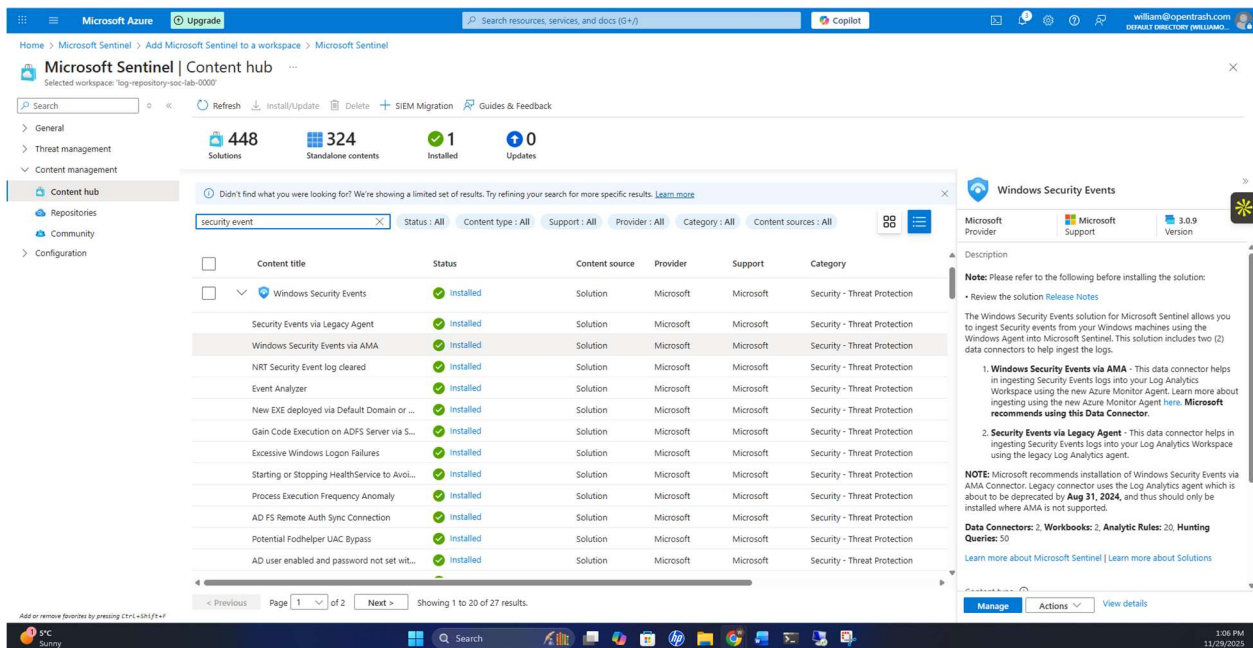 Microsoft Azure
Upgrade
Search resources, services, and docs (G+/)
Copilot
3
william@opentrash.com
DEFAULT DIRECTORY (WILLIAMO...
Home > Microsoft Sentinel > Add Microsoft Sentinel to a workspace > Microsoft Sentinel
Microsoft Sentinel | Content hub ...
Selected workspace: 'log-repository-soc-lab-0000'
Search
General
Threat management
Content management
Content hub
Repositories
Community
Configuration
Refresh Install/Update Delete SIEM Migration Guides & Feedback
448
Solutions
324
Standalone contents
1
Installed
0
Updates
Didn't find what you were looking for? We're showing a limited set of results. Try refining your search for more specific results. Learn more
security event
Status : All Content type : All Support : All Provider : All Category : All Content sources : All
Content title Status Content source Provider Support Category
Windows Security Events Installed Solution Microsoft Microsoft Security - Threat Protection
Security Events via Legacy Agent Installed Solution Microsoft Microsoft Security - Threat Protection
Windows Security Events via AMA Installed Solution Microsoft Microsoft Security - Threat Protection
NRT Security Event log cleared Installed Solution Microsoft Microsoft Security - Threat Protection
Event Analyzer Installed Solution Microsoft Microsoft Security - Threat Protection
New EXE deployed via Default Domain or ... Installed Solution Microsoft Microsoft Security - Threat Protection
Gain Code Execution on ADFS Server via S... Installed Solution Microsoft Microsoft Security - Threat Protection
Excessive Windows Logon Failures Installed Solution Microsoft Microsoft Security - Threat Protection
Starting or Stopping HealthService to Avoi... Installed Solution Microsoft Microsoft Security - Threat Protection
Process Execution Frequency Anomaly Installed Solution Microsoft Microsoft Security - Threat Protection
AD FS Remote Auth Sync Connection Installed Solution Microsoft Microsoft Security - Threat Protection
Potential Fodhelper UAC Bypass Installed Solution Microsoft Microsoft Security - Threat Protection
AD user enabled and password not set wit... Installed Solution Microsoft Microsoft Security - Threat Protection
< Previous Page 1 of 2 Next > Showing 1 to 20 of 27 results.
Windows Security Events
Microsoft
Provider
Microsoft
Support
3.0.9
Version
Description
Note: Please refer to the following before installing the solution:
• Review the solution Release Notes
The Windows Security Events solution for Microsoft Sentinel allows you
to ingest Security events from your Windows machines using the
Windows Agent into Microsoft Sentinel. This solution includes two (2)
data connectors to help ingest the logs.
1. Windows Security Events via AMA - This data connector helps
in ingesting Security Events logs into your Log Analytics
Workspace using the new Azure Monitor Agent. Learn more about
ingesting using the new Azure Monitor Agent here. Microsoft
recommends using this Data Connector.
2. Security Events via Legacy Agent - This data connector helps in
ingesting Security Events logs into your Log Analytics Workspace
using the legacy Log Analytics agent.
NOTE: Microsoft recommends installation of Windows Security Events via
AMA Connector. Legacy connector uses the Log Analytics agent which is
about to be deprecated by Aug 31, 2024, and thus should only be
installed where AMA is not supported.
Data Connectors: 2, Workbooks: 2, Analytic Rules: 20, Hunting
Queries: 50
Learn more about Microsoft Sentinel | Learn more about Solutions
Manage Actions View details
Add or remove favorites by pressing Ctrl+Shift+F
1
5°C
Sunny
Search
hp
1:06 PM
11/29/2025